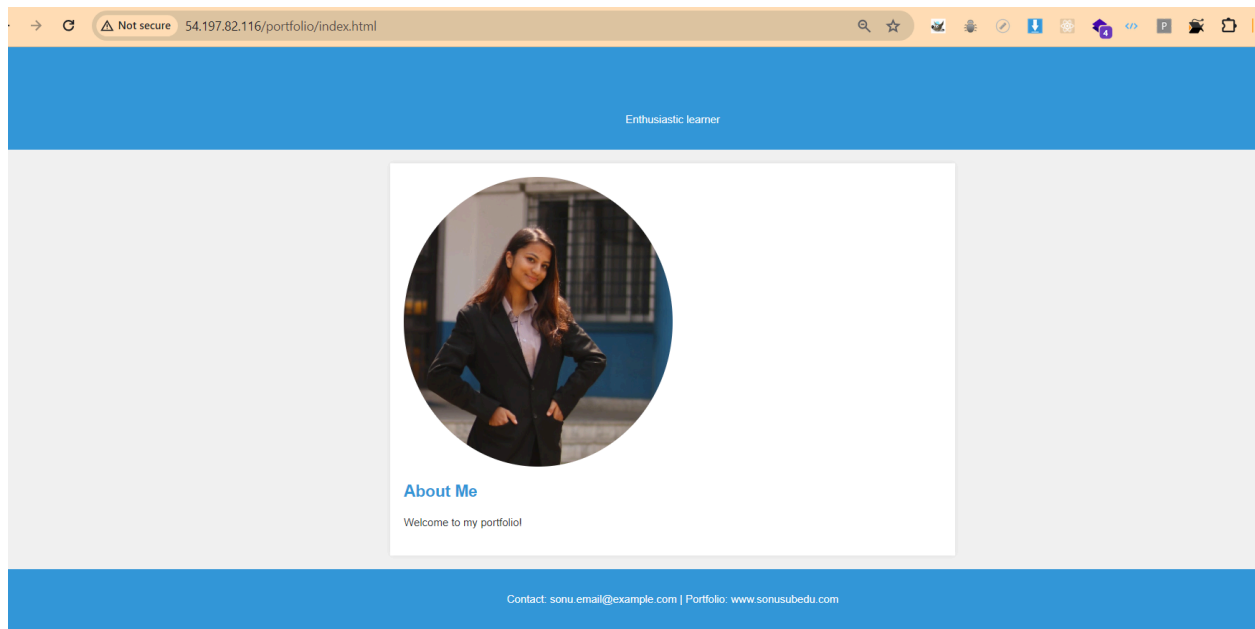 Not secure 54.197.82.116/portfolio/index.html
4
P
Enthusiastic learner
About Me
Welcome to my portfolio!
Contact: sonu.email@example.com | Portfolio: www.sonusubedu.com